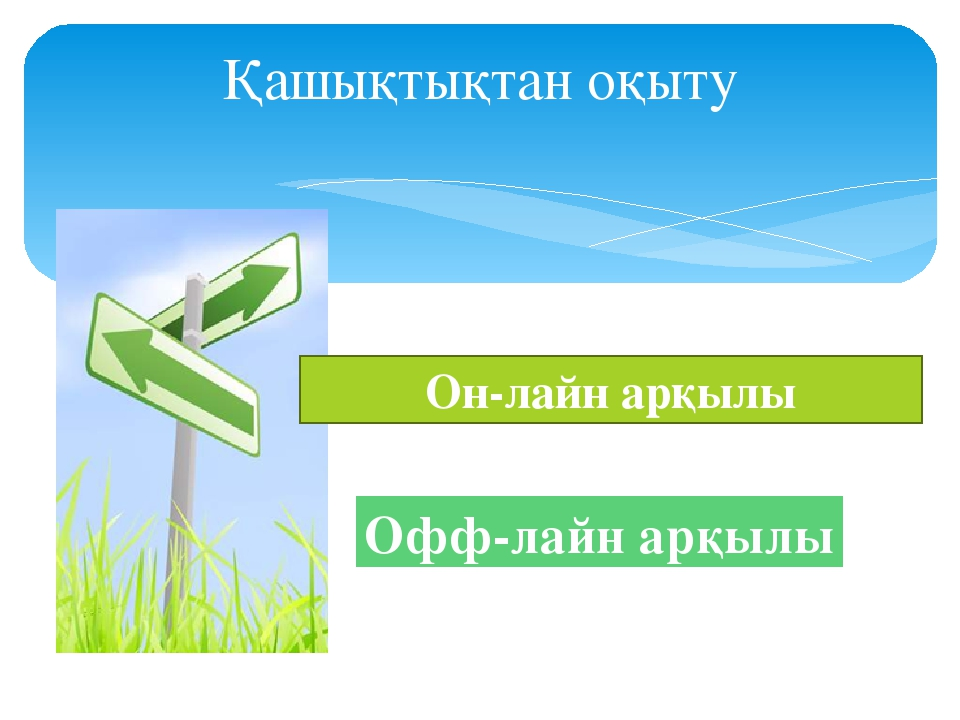 Қашықтықтан оқыту
Он-лайн арқылы
Офф-лайн арқылы